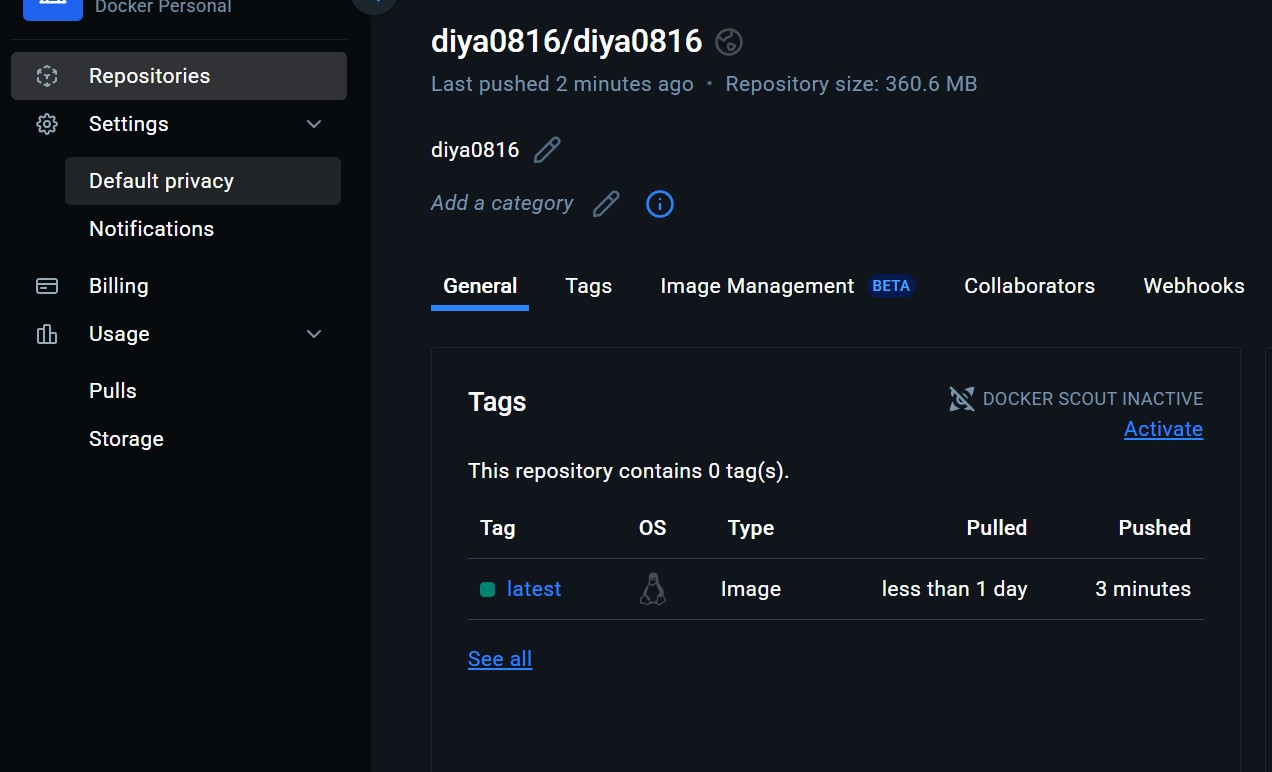 Docker Personal
Repositories
Settings
Default privacy
Notifications
Billing
Usage
Pulls
Storage
diya0816/diya0816
Last pushed 2 minutes ago • Repository size: 360.6 MB
diya0816
Add a category
General Tags Image Management BETA Collaborators Webhooks
Tags
DOCKER SCOUT INACTIVE
Activate
This repository contains 0 tag(s).
Tag OS Type Pulled Pushed
latest Image less than 1 day 3 minutes
See all